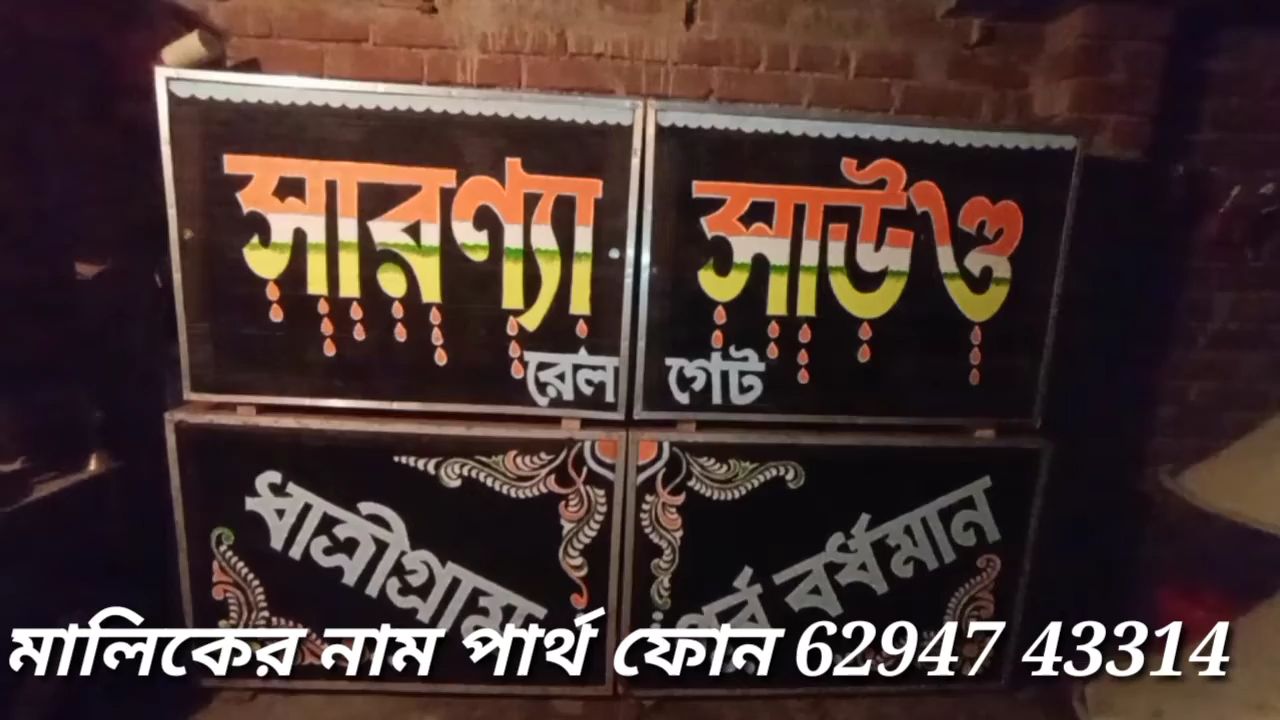 সারণ্যা সাউণ্ড
রেল গেট
ধাত্রীগ্রাম পূর্ব বর্ধমান
মালিকের নাম পার্থ ফোন 62947 43314